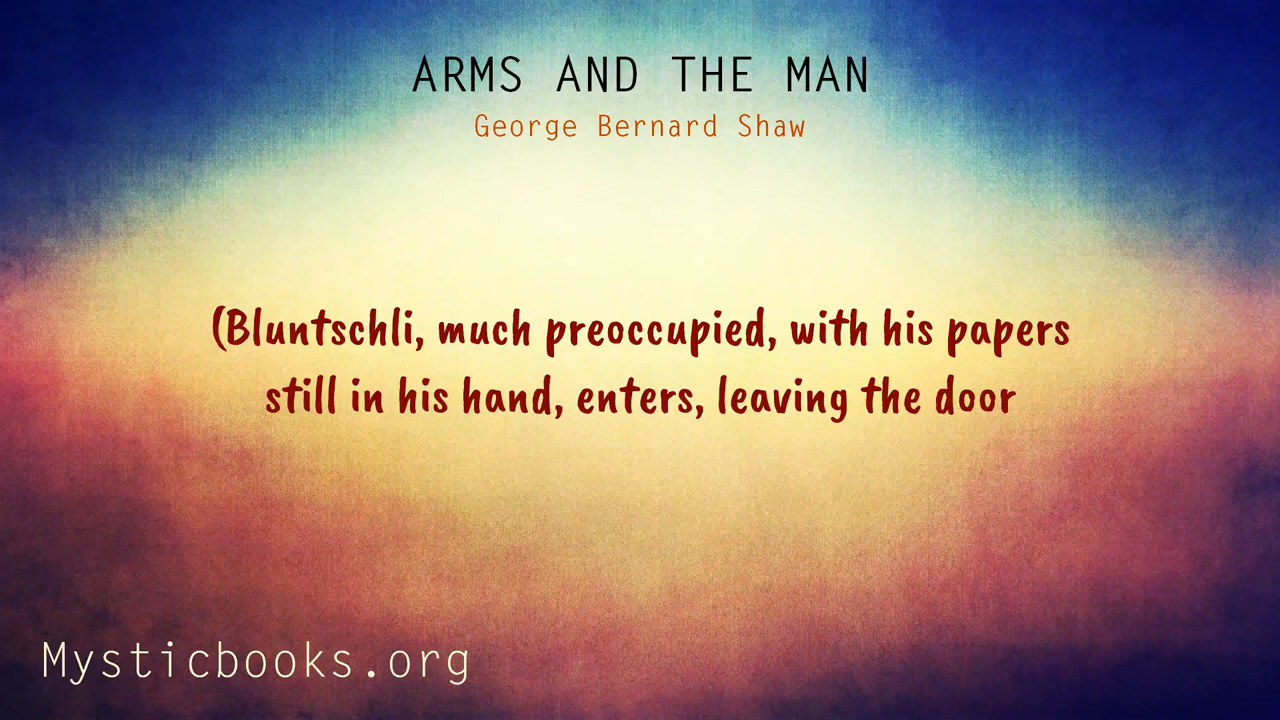 ARMS AND THE MAN
George Bernard Shaw
(Bluntschli, much preoccupied, with his papers
still in his hand, enters, leaving the door
Mysticbooks.org